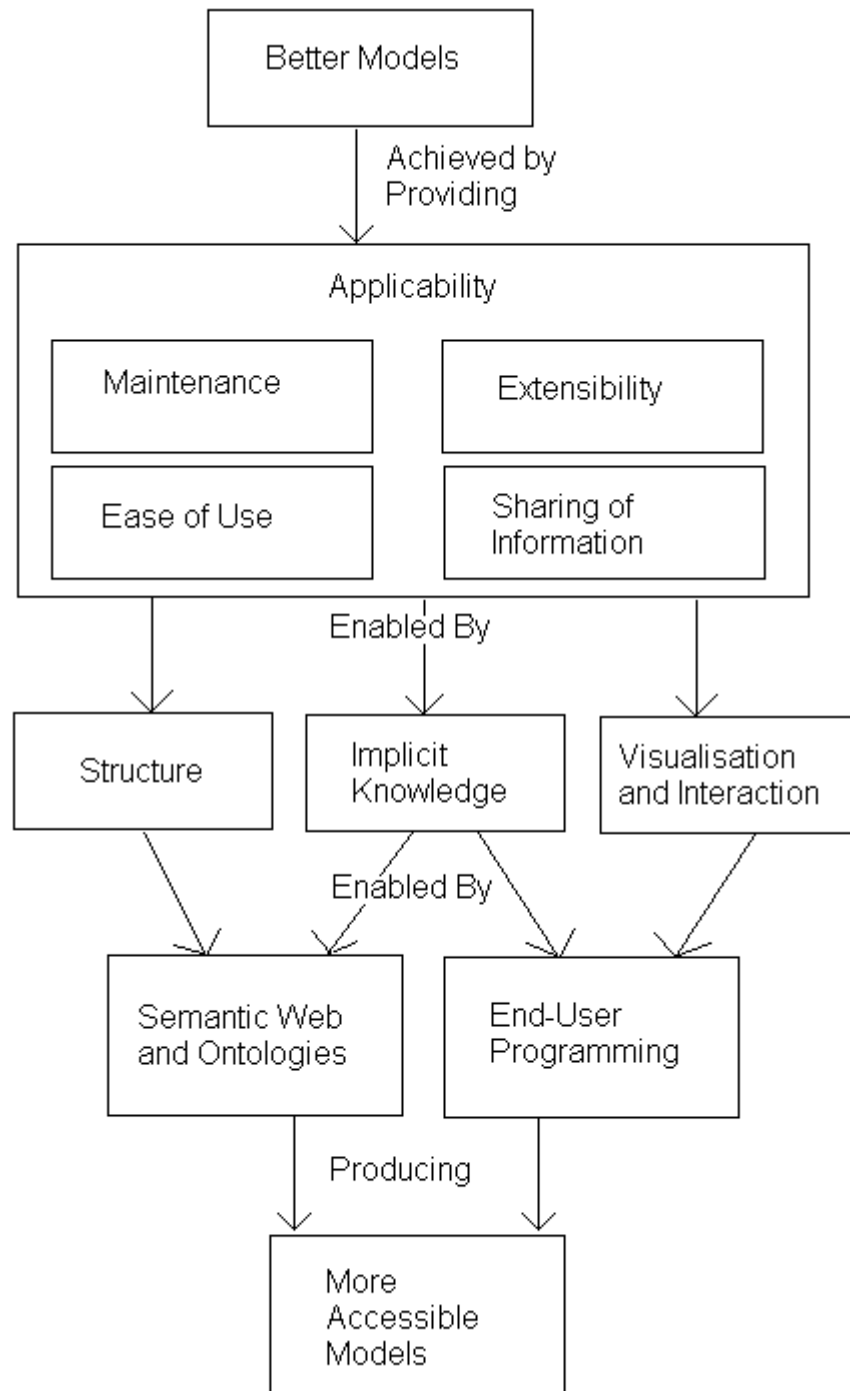 Better Models
Achieved by
Providing
Applicability
Maintenance
Extensibility
Ease of Use
Sharing of
Information
Enabled By
Structure
Implicit
Knowledge
Visualisation
and Interaction
Enabled By
Semantic Web
and Ontologies
End-User
Programming
Producing
More
Accessible
Models